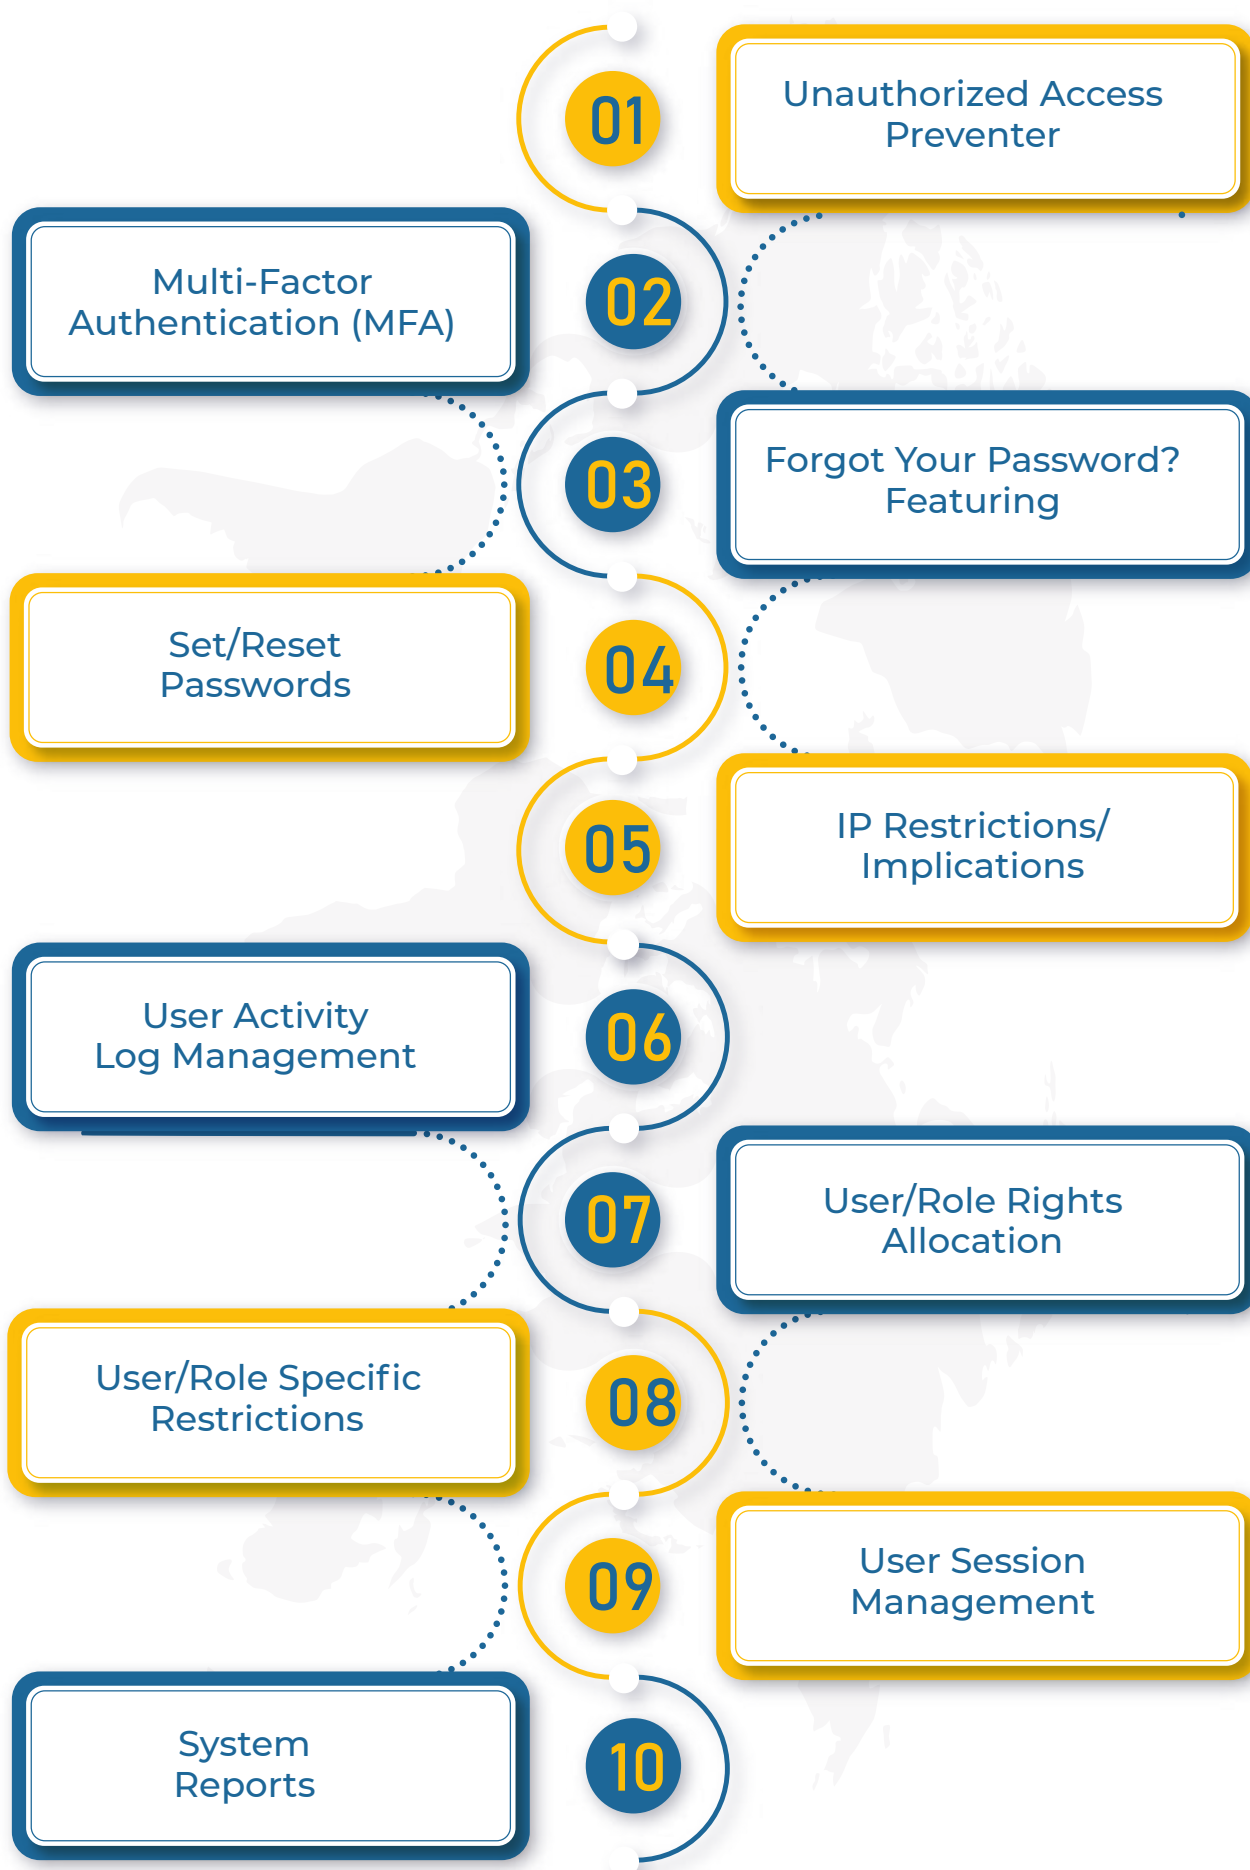 01
Unauthorized Access
Preventer
Multi-Factor
Authentication (MFA)
02
03
Forgot Your Password?
Featuring
Set/Reset
Passwords
04
05
IP Restrictions/
Implications
User Activity
Log Management
06
07
User/Role Rights
Allocation
User/Role Specific
Restrictions
08
09
User Session
Management
System
Reports
10